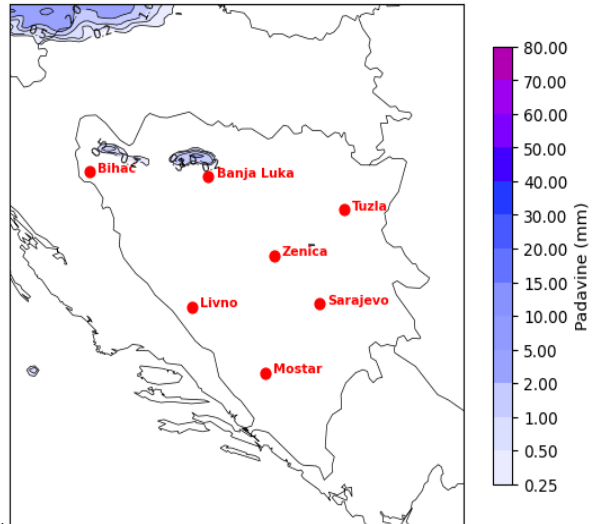 Bihac
Banja Luka
Tuzla
Zenica
Livno
Sarajevo
Mostar
80.00
70.00
60.00
50.00
40.00
30.00
20.00
15.00
10.00
5.00
2.00
1.00
0.50
0.25
Padavine (mm)